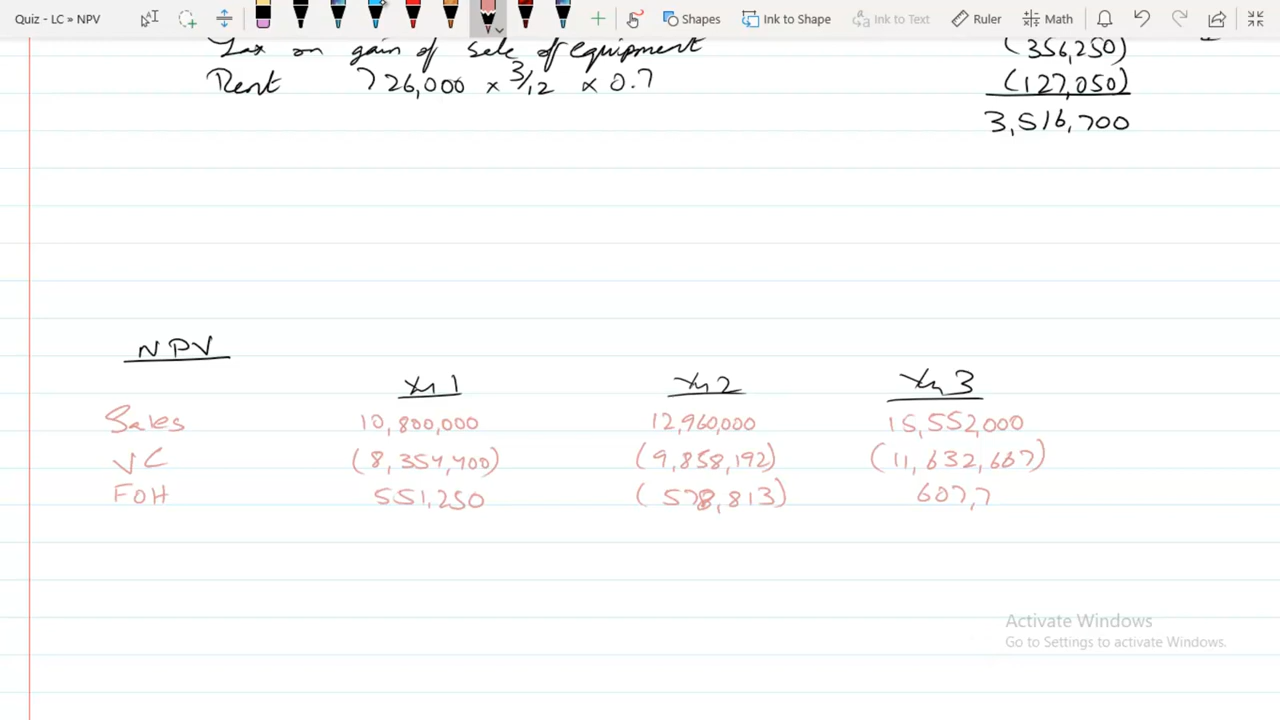 Quiz - LC » NPV Shapes Ink to Shape Ink to Text Ruler Math
Tax on gain of sale of equipment (356,250)
Rent 726,000 × 3/12 × 0.7 (127,050)
3,516,700
NPV
Yr 1 Yr 2 Yr 3
Sales 10,800,000 12,960,000 15,552,000
VC (8,354,400) (9,858,192) (11,632,667)
FOH 551,250 (578,813) 607,7
Activate Windows
Go to Settings to activate Windows.